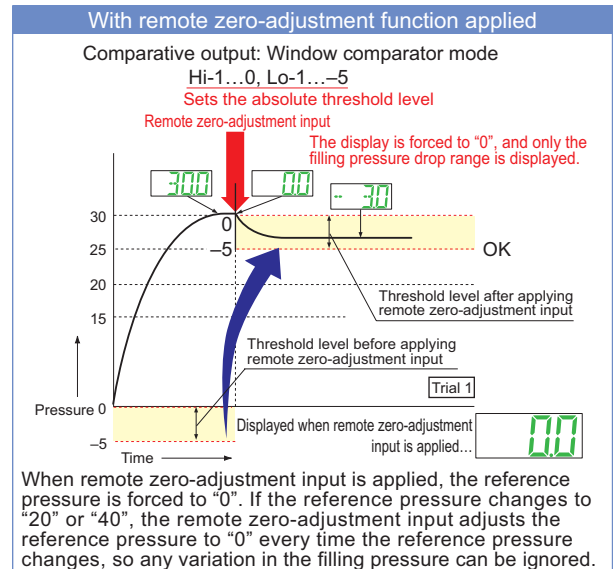 With remote zero-adjustment function applied
Comparative output: Window comparator mode
Hi-1…0, Lo-1…–5
Sets the absolute threshold level
Remote zero-adjustment input
The display is forced to “0”, and only the
filling pressure drop range is displayed.
30.0
0.0
- 3.0
30
0
–5
25
OK
20
Threshold level after applying
remote zero-adjustment input
15
Threshold level before applying
remote zero-adjustment input
Trial 1
Pressure 0
Displayed when remote zero-adjustment
input is applied…
0.0
–5
Time
When remote zero-adjustment input is applied, the reference
pressure is forced to “0”. If the reference pressure changes to
“20” or “40”, the remote zero-adjustment input adjusts the
reference pressure to “0” every time the reference pressure
changes, so any variation in the filling pressure can be ignored.